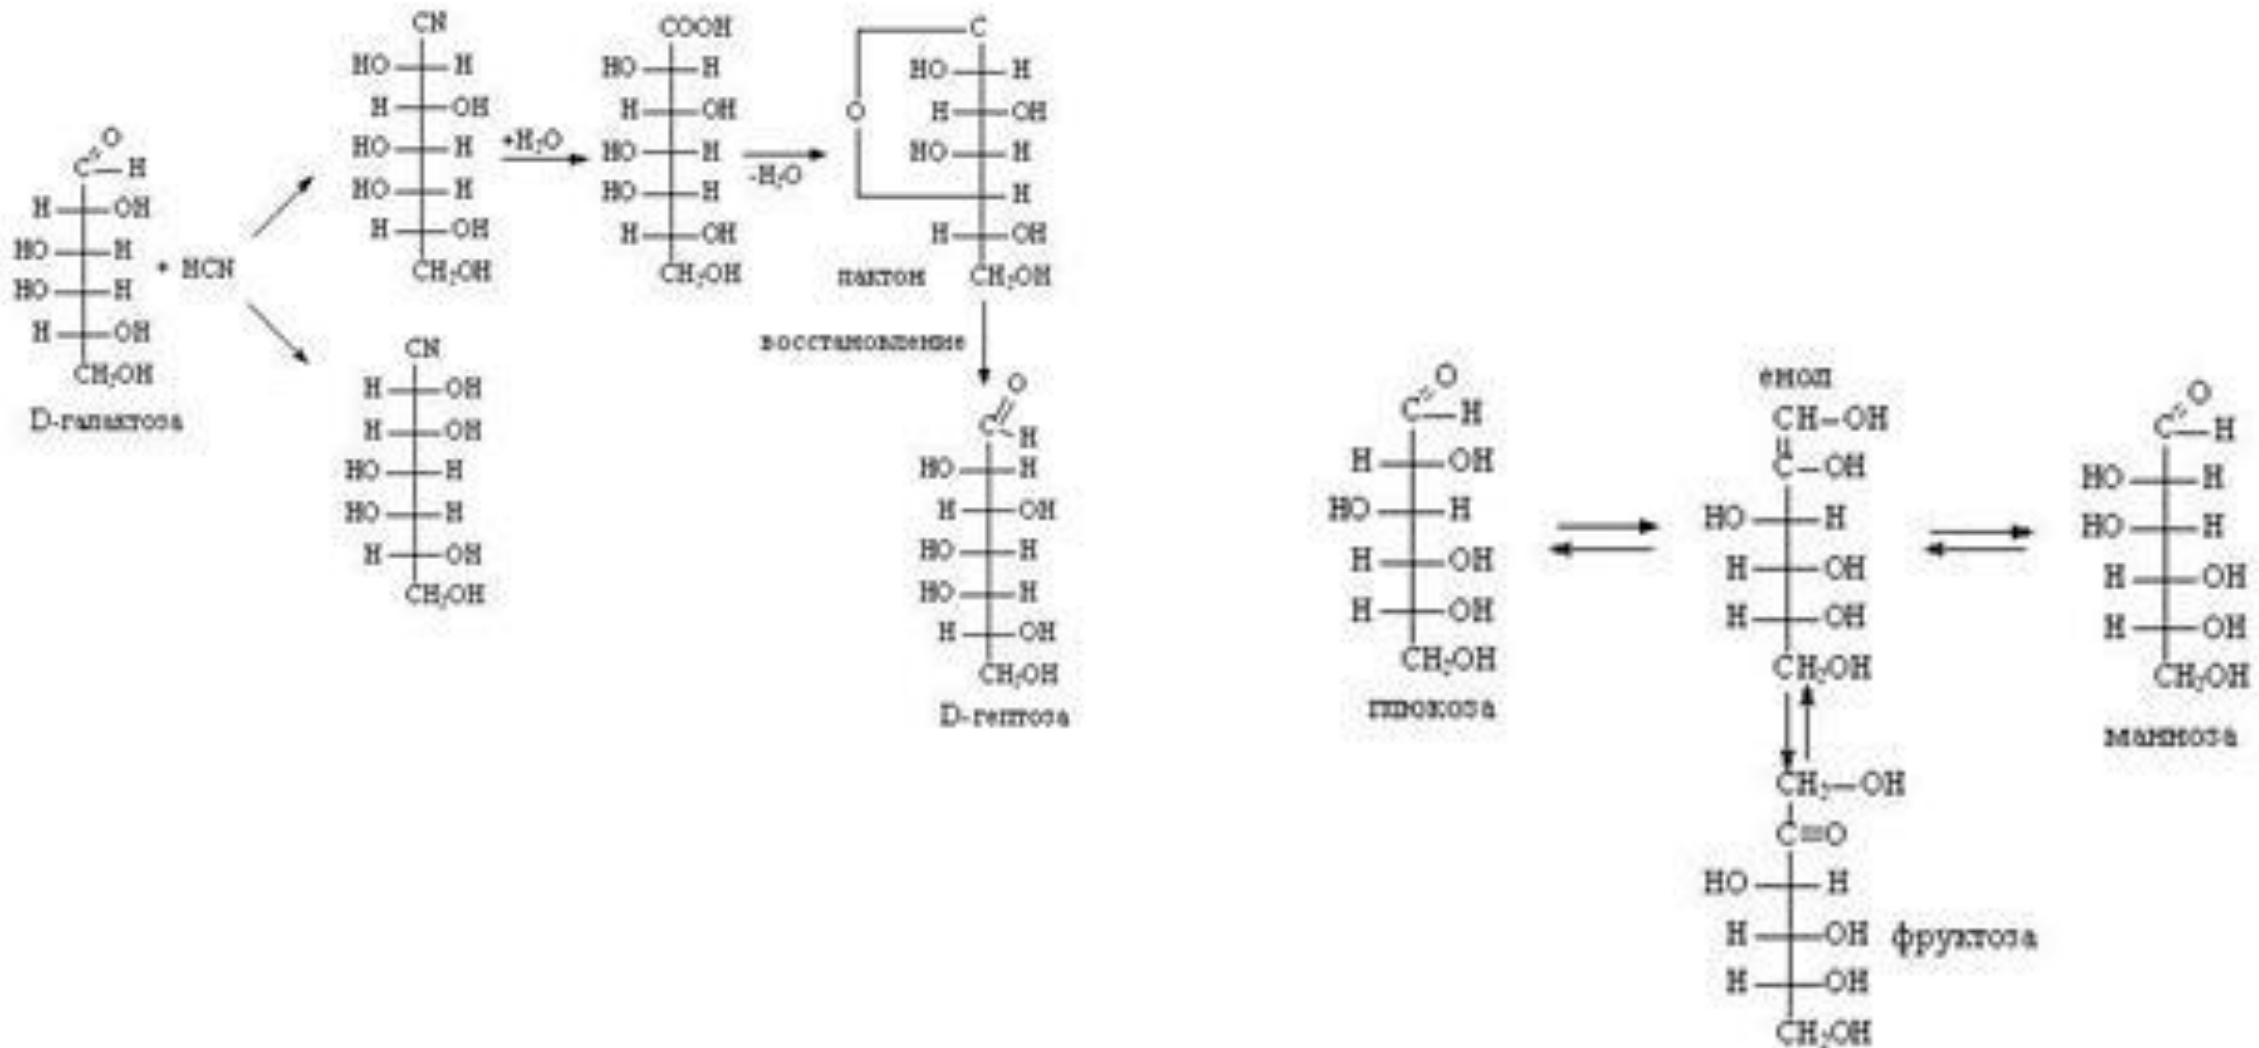 CN
HO H
H OH
HO H
HO H
H OH
CH2OH
COOH
HO H
H OH
HO H
HO H
H OH
CH2OH
C
O
HO H
H OH
HO H
H
H OH
CH2OH
лактон
C O H
H OH
HO H
HO H
H OH
CH2OH
D-галактоза
+ HCN
+H2O
-H2O
CN
H OH
H OH
HO H
HO H
H OH
CH2OH
восстановление
C O H
HO H
H OH
HO H
HO H
H OH
CH2OH
D-гептоза
C O H
H OH
HO H
H OH
H OH
CH2OH
глюкоза
енол
CH-OH
C-OH
HO H
H OH
H OH
CH2OH
C O H
HO H
HO H
H OH
H OH
CH2OH
манноза
CH2-OH
C=O
HO H
H OH фруктоза
H OH
CH2OH